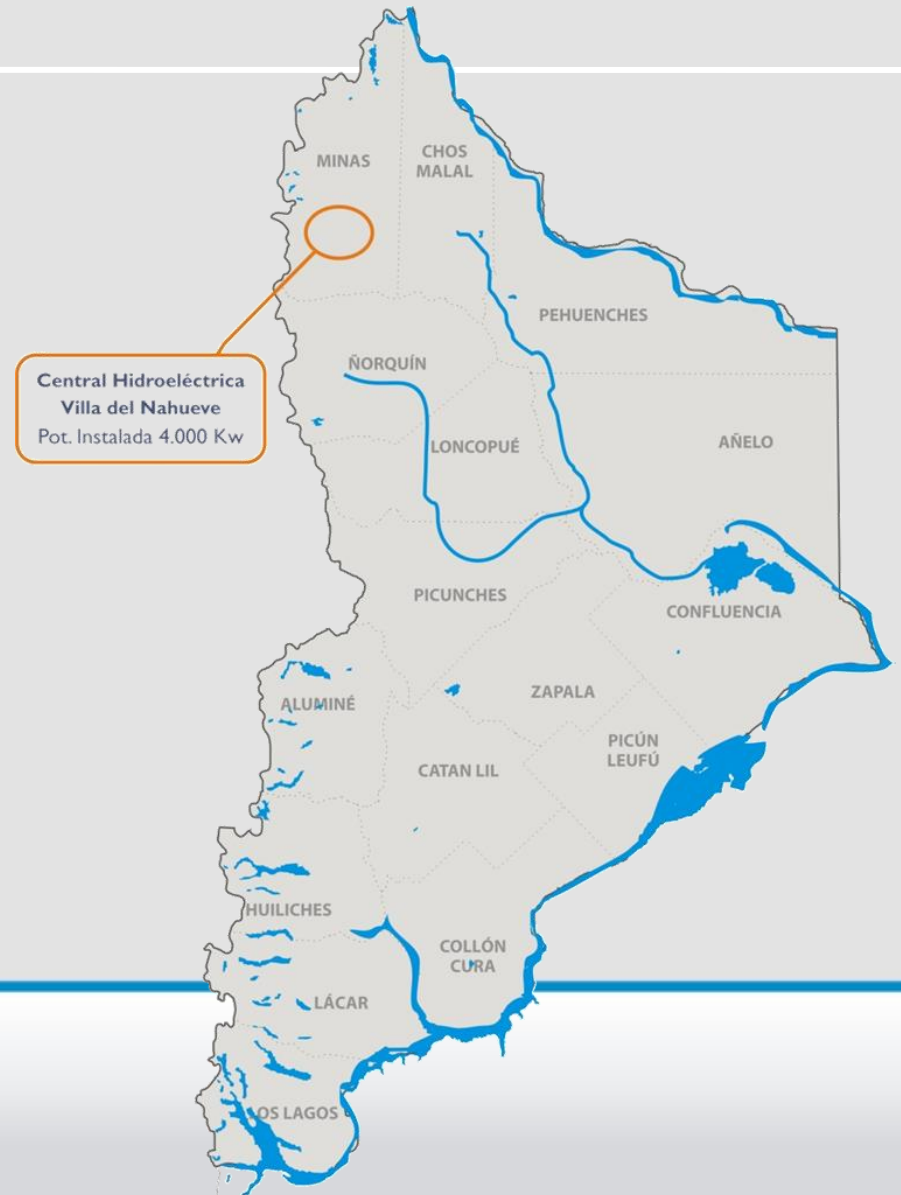 MINAS
CHOS
MALAL
PEHUENCHES
ÑORQUÍN
Central Hidroeléctrica
Villa del Nahueve
Pot. Instalada 4.000 Kw
LONCOPUÉ
AÑELO
PICUNCHES
CONFLUENCIA
ALUMINÉ
ZAPALA
PICÚN
LEUFÚ
CATAN LIL
HUILICHES
COLLÓN
CURA
LÁCAR
LOS LAGOS